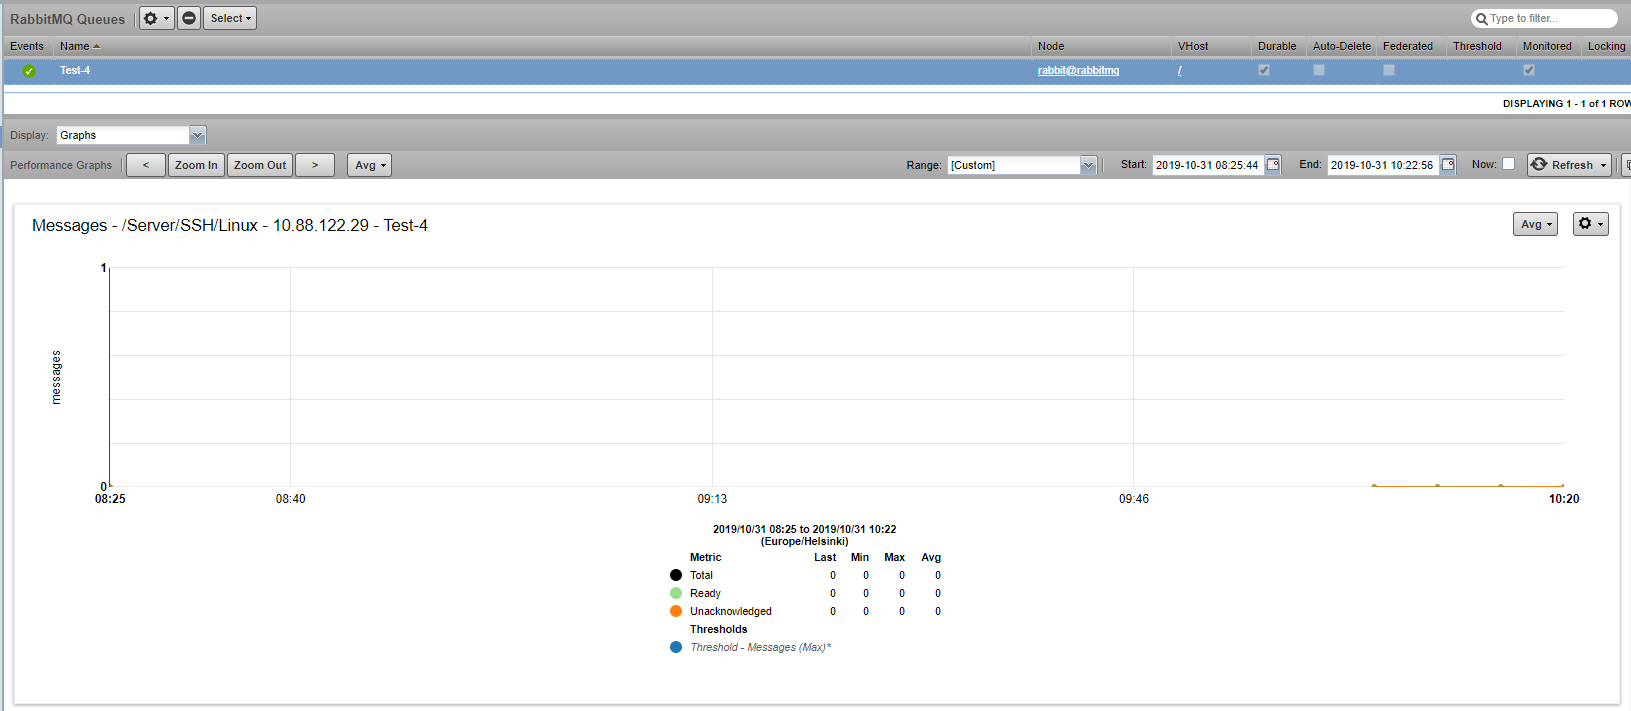 RabbitMQ Queues Select Type to filter...
Events Name Node VHost Durable Auto-Delete Federated Threshold Monitored Locking
Test-4 rabbit@rabbitmq /
DISPLAYING 1 - 1 of 1 ROW
Display: Graphs
Performance Graphs < Zoom In Zoom Out > Avg Range: [Custom] Start: 2019-10-31 08:25:44 End: 2019-10-31 10:22:56 Now: Refresh
Messages - /Server/SSH/Linux - 10.88.122.29 - Test-4 Avg
1
messages
0
08:25 08:40 09:13 09:46 10:20
2019/10/31 08:25 to 2019/10/31 10:22
(Europe/Helsinki)
Metric Last Min Max Avg
Total 0 0 0 0
Ready 0 0 0 0
Unacknowledged 0 0 0 0
Thresholds
Threshold - Messages (Max)*